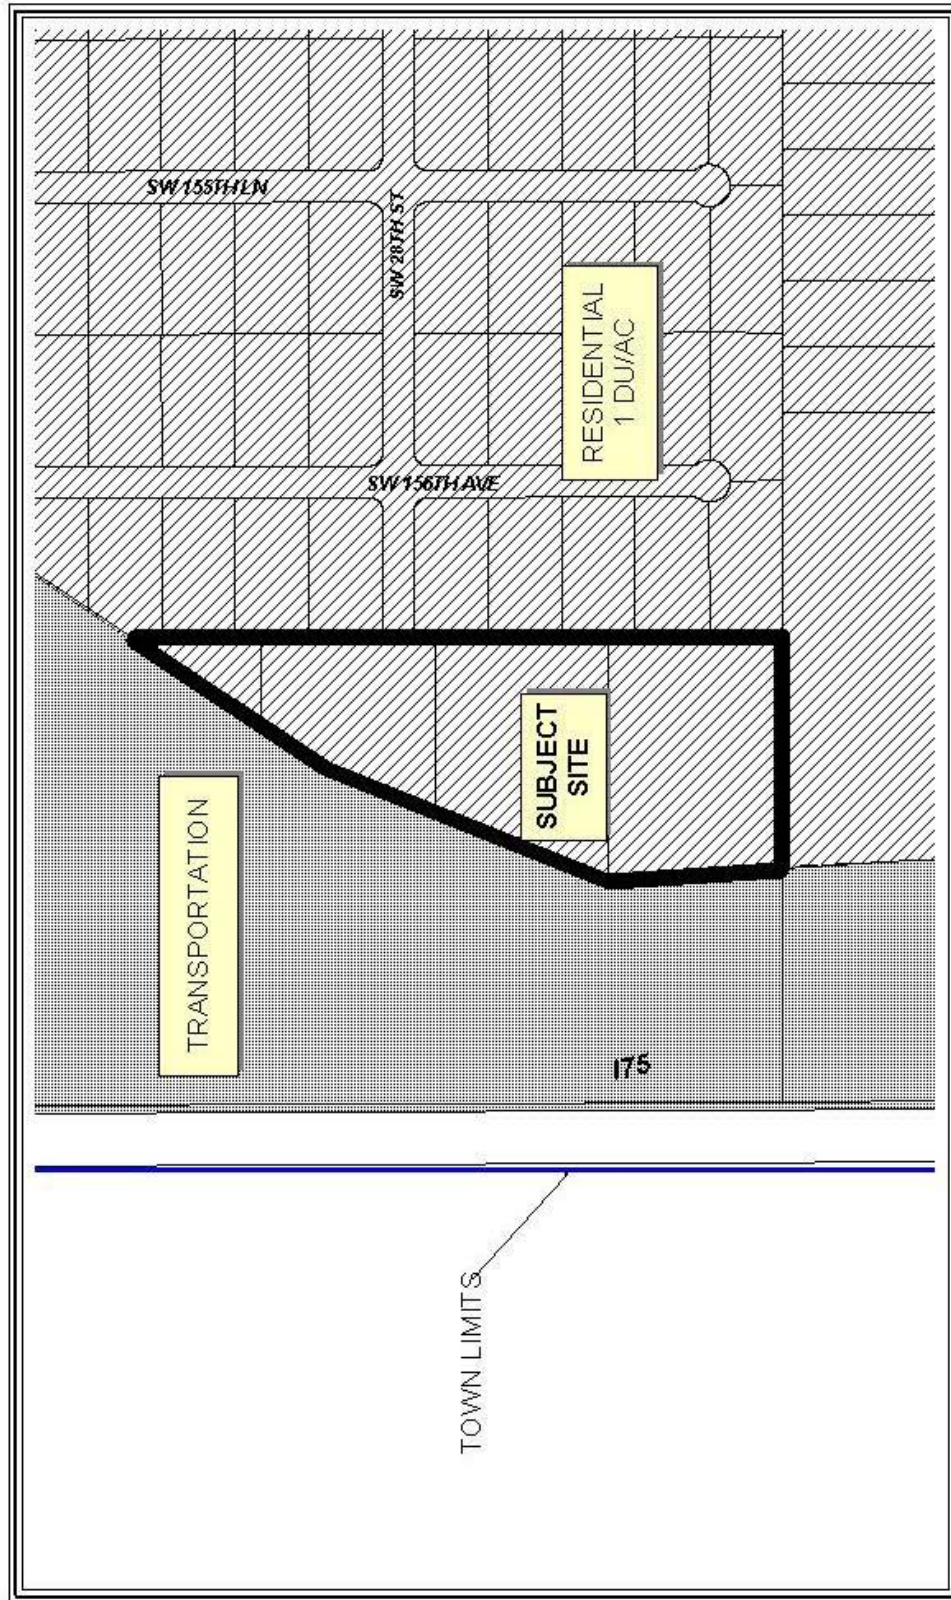 SW 155TH LN
SW 28TH ST
RESIDENTIAL
1 DU/AC
SW 156TH AVE
SUBJECT
SITE
TRANSPORTATION
I75
TOWN LIMITS